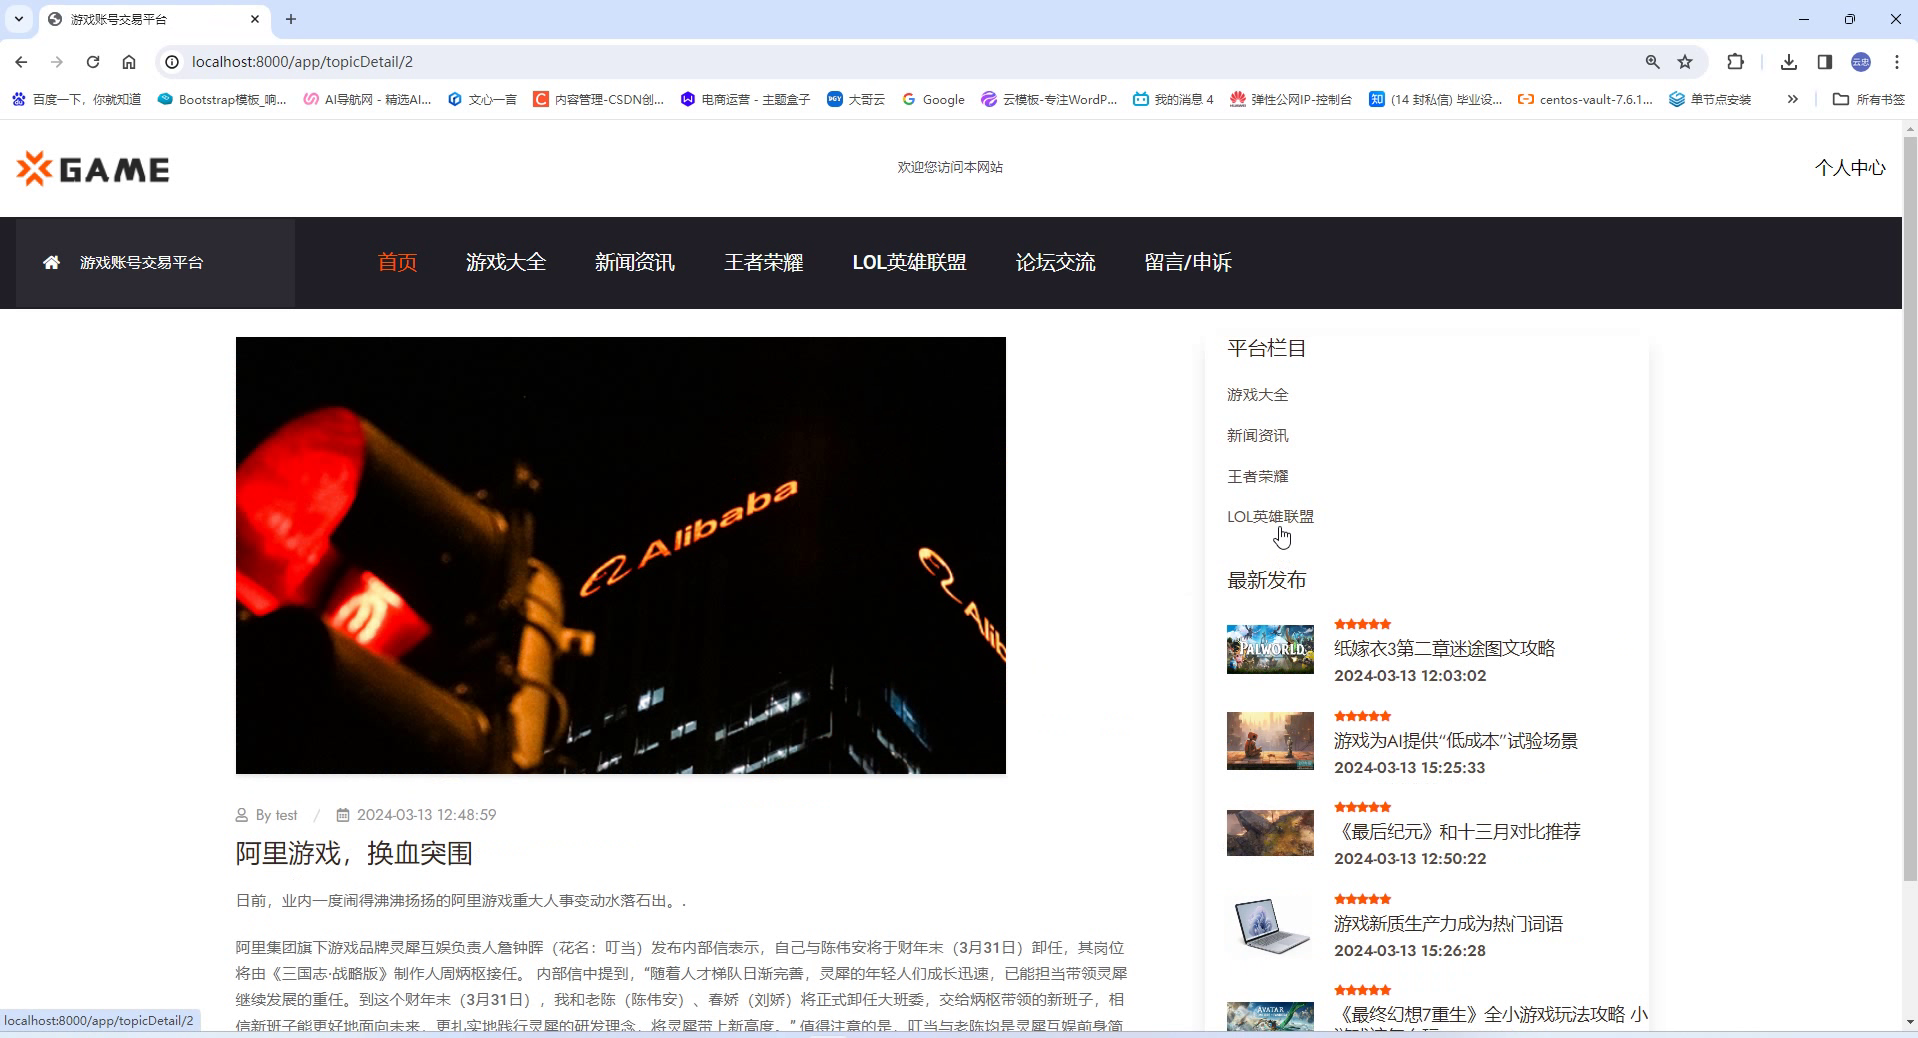 游戏账号交易平台
localhost:8000/app/topicDetail/2
云忠
百度一下，你就知道
Bootstrap模板_响...
AI导航网 - 精选AI...
文心一言
内容管理-CSDN创...
电商运营 - 主题盒子
大哥云
Google
云模板-专注WordP...
我的消息 4
弹性公网IP-控制台
(14 封私信) 毕业设...
centos-vault-7.6.1...
单节点安装
所有书签
GAME
欢迎您访问本网站
个人中心
游戏账号交易平台
首页
游戏大全
新闻资讯
王者荣耀
LOL英雄联盟
论坛交流
留言/申诉
Alibaba
Alib
By test / 2024-03-13 12:48:59
阿里游戏，换血突围
日前，业内一度闹得沸沸扬扬的阿里游戏重大人事变动水落石出。.
阿里集团旗下游戏品牌灵犀互娱负责人詹钟晖（花名：叮当）发布内部信表示，自己与陈伟安将于财年末（3月31日）卸任，其岗位
将由《三国志·战略版》制作人周炳枢接任。 内部信中提到，“随着人才梯队日渐完善，灵犀的年轻人们成长迅速，已能担当带领灵犀
继续发展的重任。到这个财年末（3月31日），我和老陈（陈伟安）、春娇（刘娇）将正式卸任大班委，交给炳枢带领的新班子，相
信新班子能更好地面向未来，更扎实地践行灵犀的研发理念，将灵犀带上新高度。” 值得注意的是，叮当与老陈均是灵犀互娱前身简
平台栏目
游戏大全
新闻资讯
王者荣耀
LOL英雄联盟
最新发布
PALWORLD
纸嫁衣3第二章迷途图文攻略
2024-03-13 12:03:02
游戏为AI提供“低成本”试验场景
2024-03-13 15:25:33
《最后纪元》和十三月对比推荐
2024-03-13 12:50:22
游戏新质生产力成为热门词语
2024-03-13 15:26:28
AVATAR
《最终幻想7重生》全小游戏玩法攻略 小
localhost:8000/app/topicDetail/2